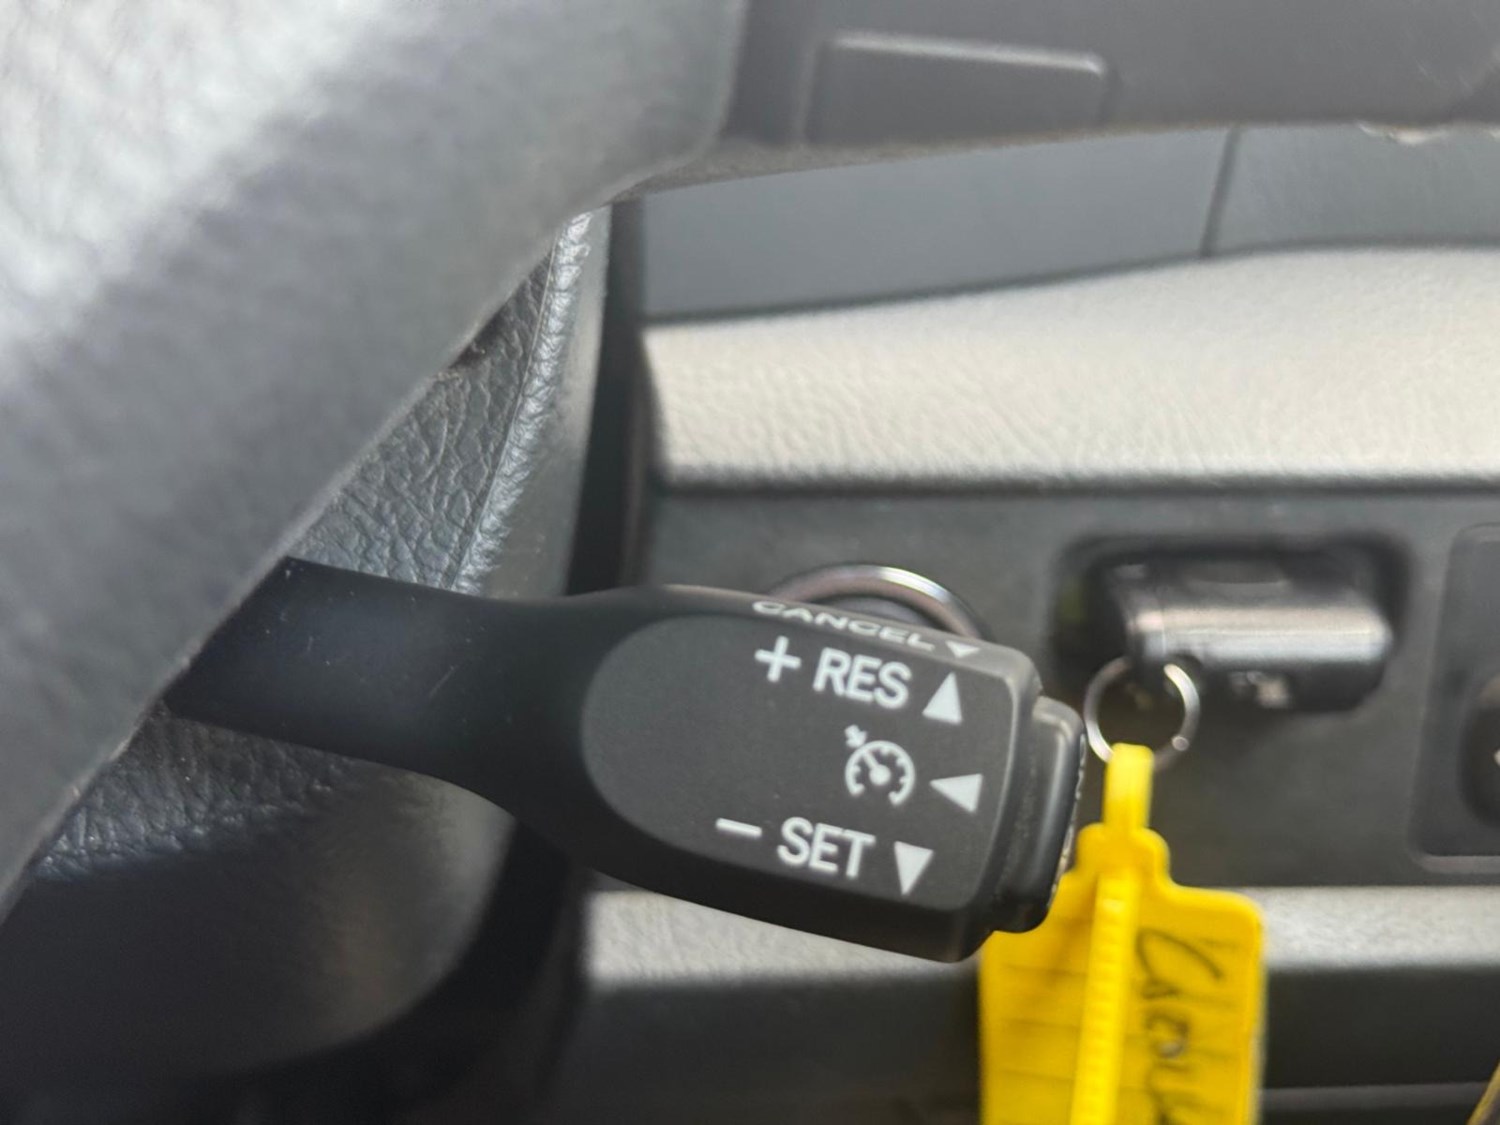 CANCEL ▼
+ RES ▲
◀
− SET ▼